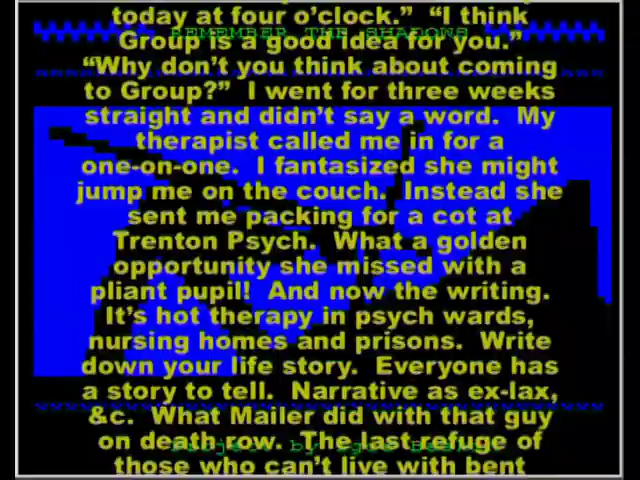 today at four o’clock.” “I think
REMEMBER THE SHADOWS
Group is a good idea for you.”
“Why don’t you think about coming
to Group?” I went for three weeks
straight and didn’t say a word. My
therapist called me in for a
one-on-one. I fantasized she might
jump me on the couch. Instead she
sent me packing for a cot at
Trenton Psych. What a golden
opportunity she missed with a
pliant pupil! And now the writing.
It’s hot therapy in psych wards,
nursing homes and prisons. Write
down your life story. Everyone has
a story to tell. Narrative as ex-lax,
&c. What Mailer did with that guy
on death row. The last refuge of
those who can’t live with bent